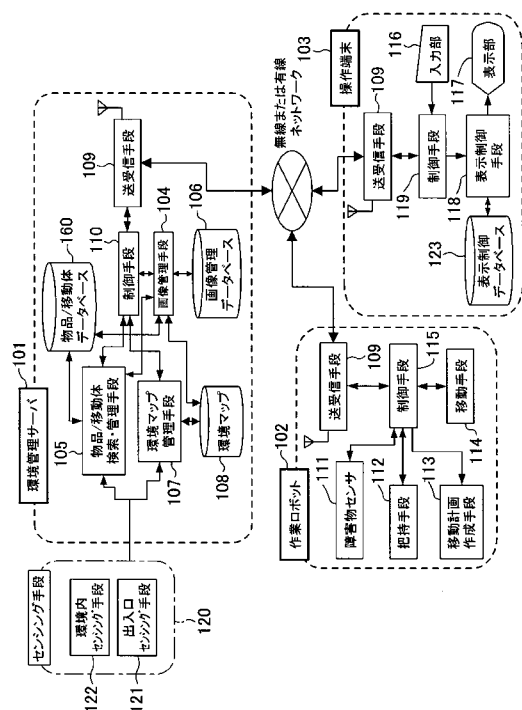 101
環境管理サーバ
160
物品/移動体
データベース
105
物品/移動体
検索・管理手段
110
制御手段
109
送受信手段
104
画像管理手段
106
画像管理
データベース
107
環境マップ
管理手段
108
環境マップ
センシング手段
122
環境内
センシング手段
121
出入口
センシング手段
120
無線または有線
ネットワーク
102
作業ロボット
109
送受信手段
111
障害物センサ
115
制御手段
112
把持手段
113
移動計画
作成手段
114
移動手段
103
操作端末
109
送受信手段
116
入力部
119
制御手段
117
表示部
118
表示制御
手段
123
表示制御
データベース